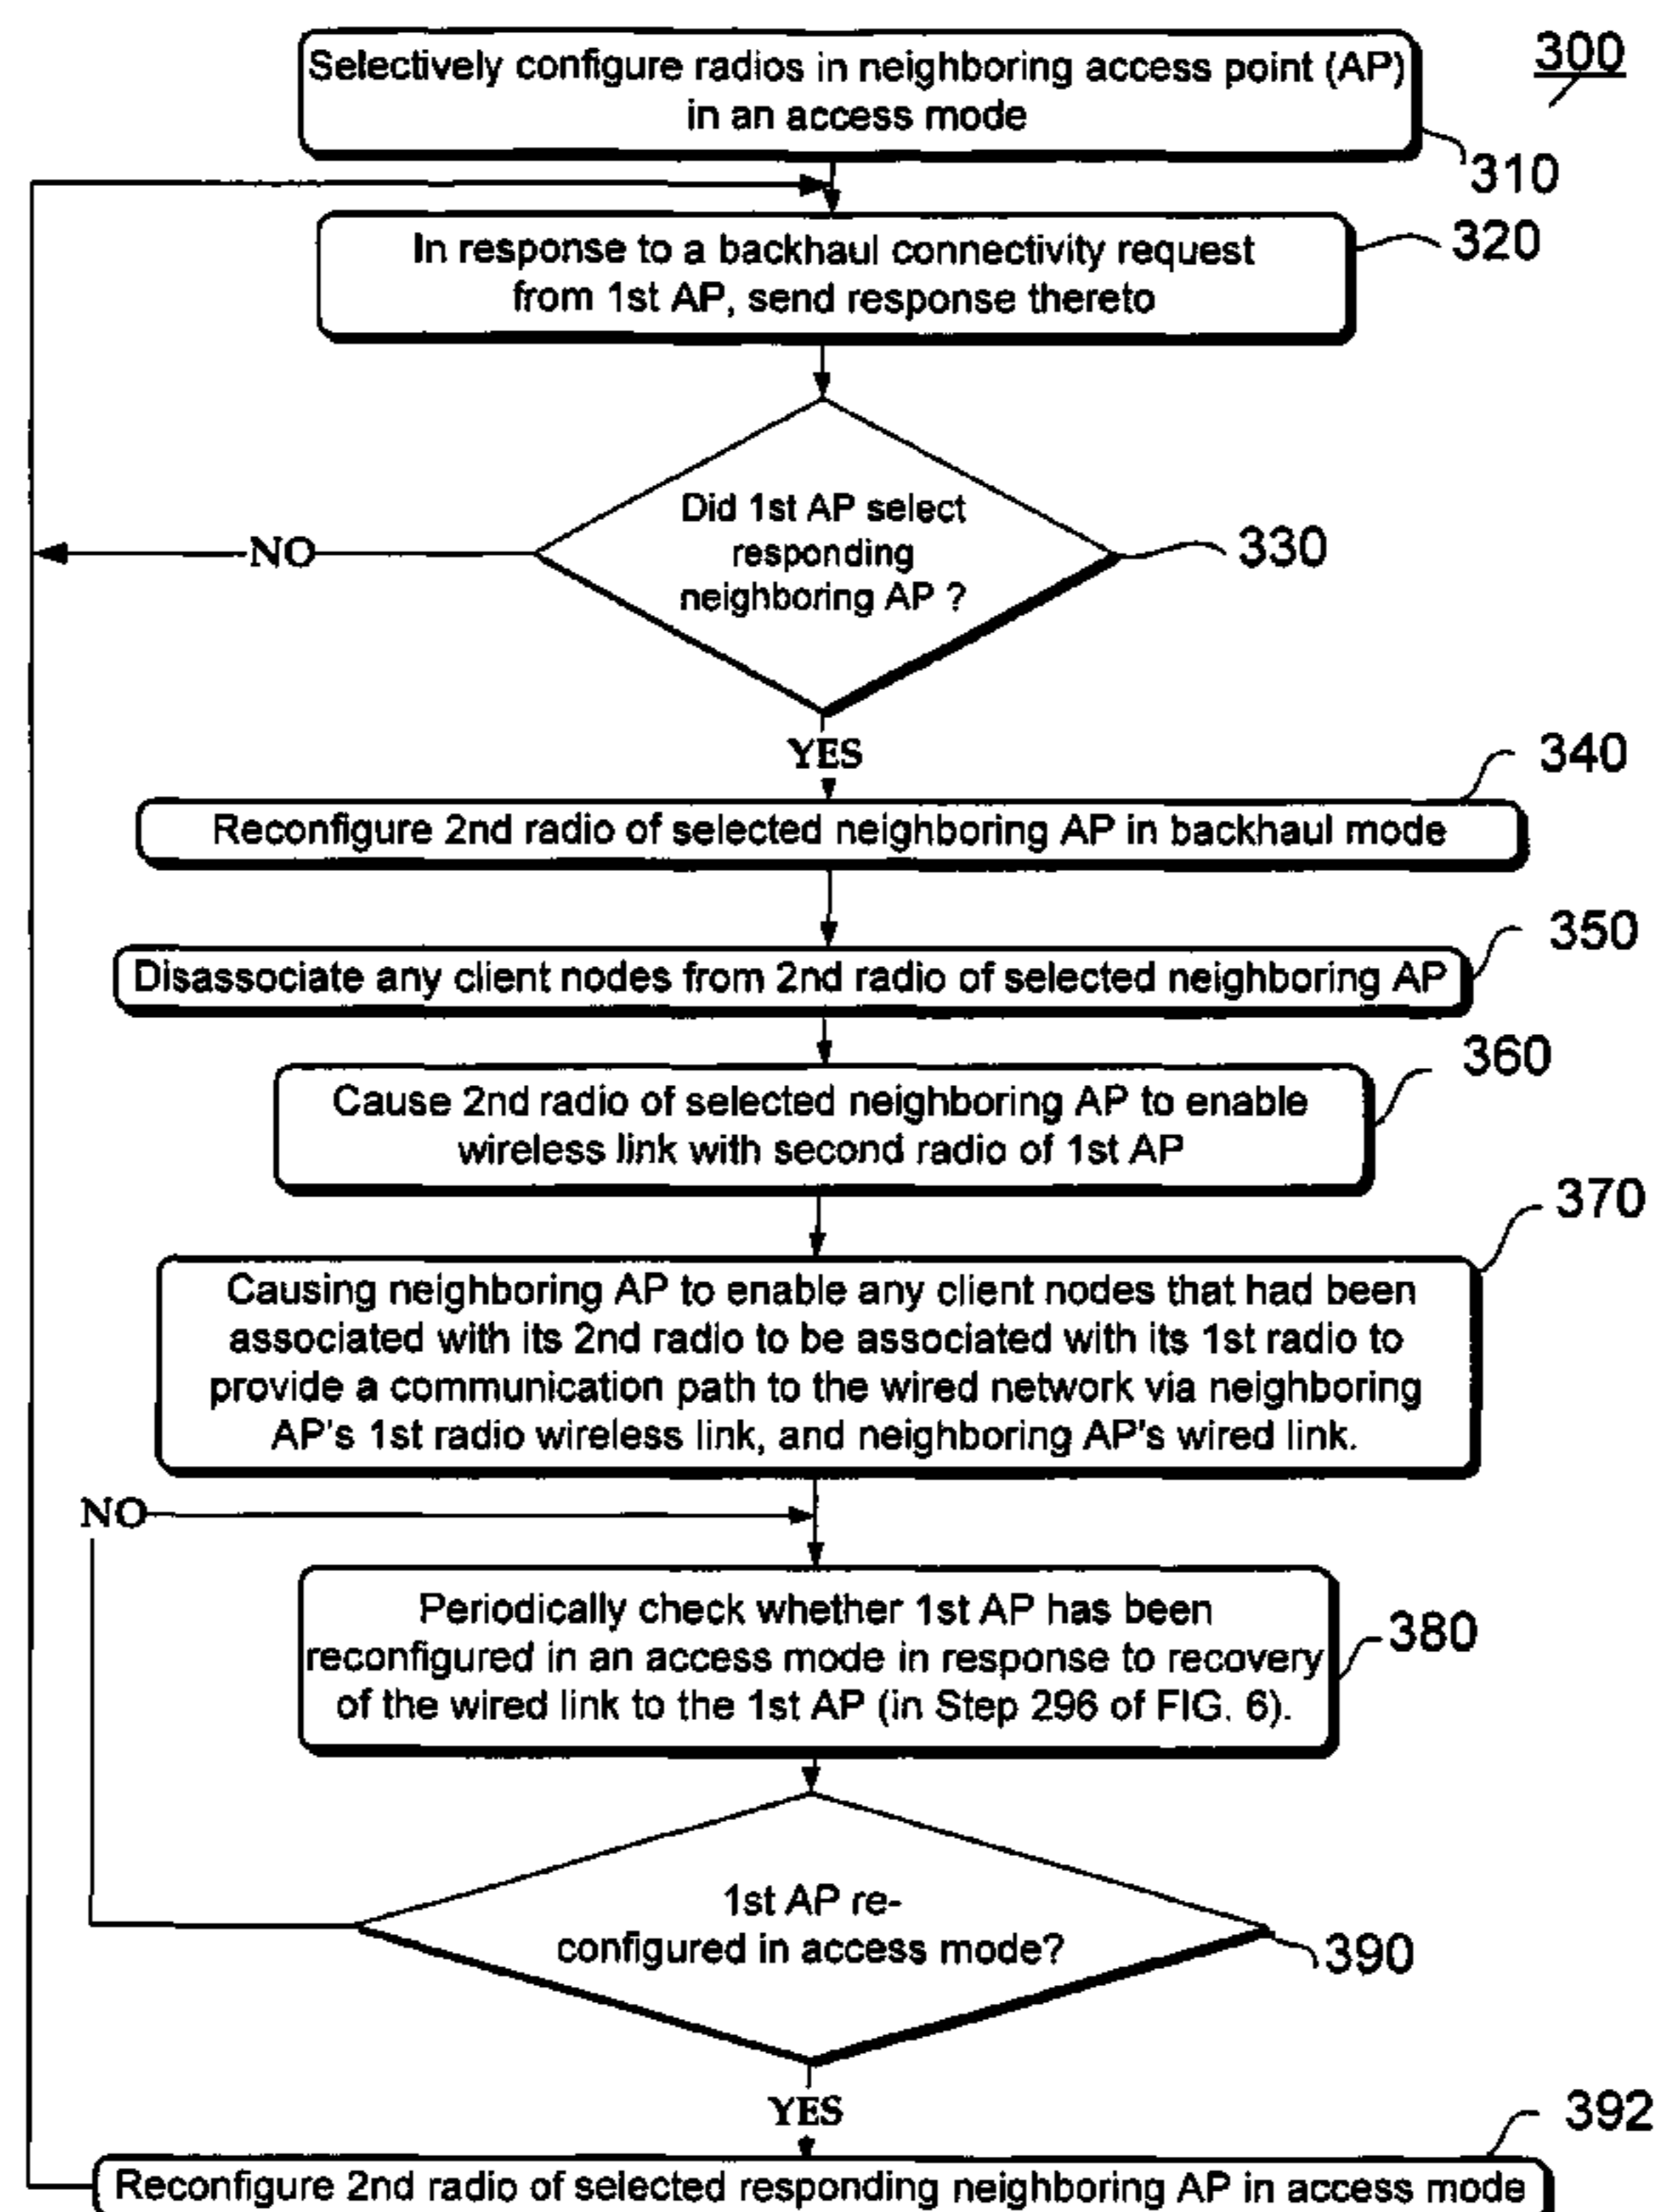 300
Selectively configure radios in neighboring access point (AP)
in an access mode
310
In response to a backhaul connectivity request
from 1st AP, send response thereto
320
Did 1st AP select
responding
neighboring AP ?
330
NO
YES
340
Reconfigure 2nd radio of selected neighboring AP in backhaul mode
350
Disassociate any client nodes from 2nd radio of selected neighboring AP
360
Cause 2nd radio of selected neighboring AP to enable
wireless link with second radio of 1st AP
370
Causing neighboring AP to enable any client nodes that had been
associated with its 2nd radio to be associated with its 1st radio to
provide a communication path to the wired network via neighboring
AP's 1st radio wireless link, and neighboring AP's wired link.
NO
Periodically check whether 1st AP has been
reconfigured in an access mode in response to recovery
of the wired link to the 1st AP (in Step 296 of FIG. 6).
380
1st AP re-
configured in access mode?
390
YES
392
Reconfigure 2nd radio of selected responding neighboring AP in access mode